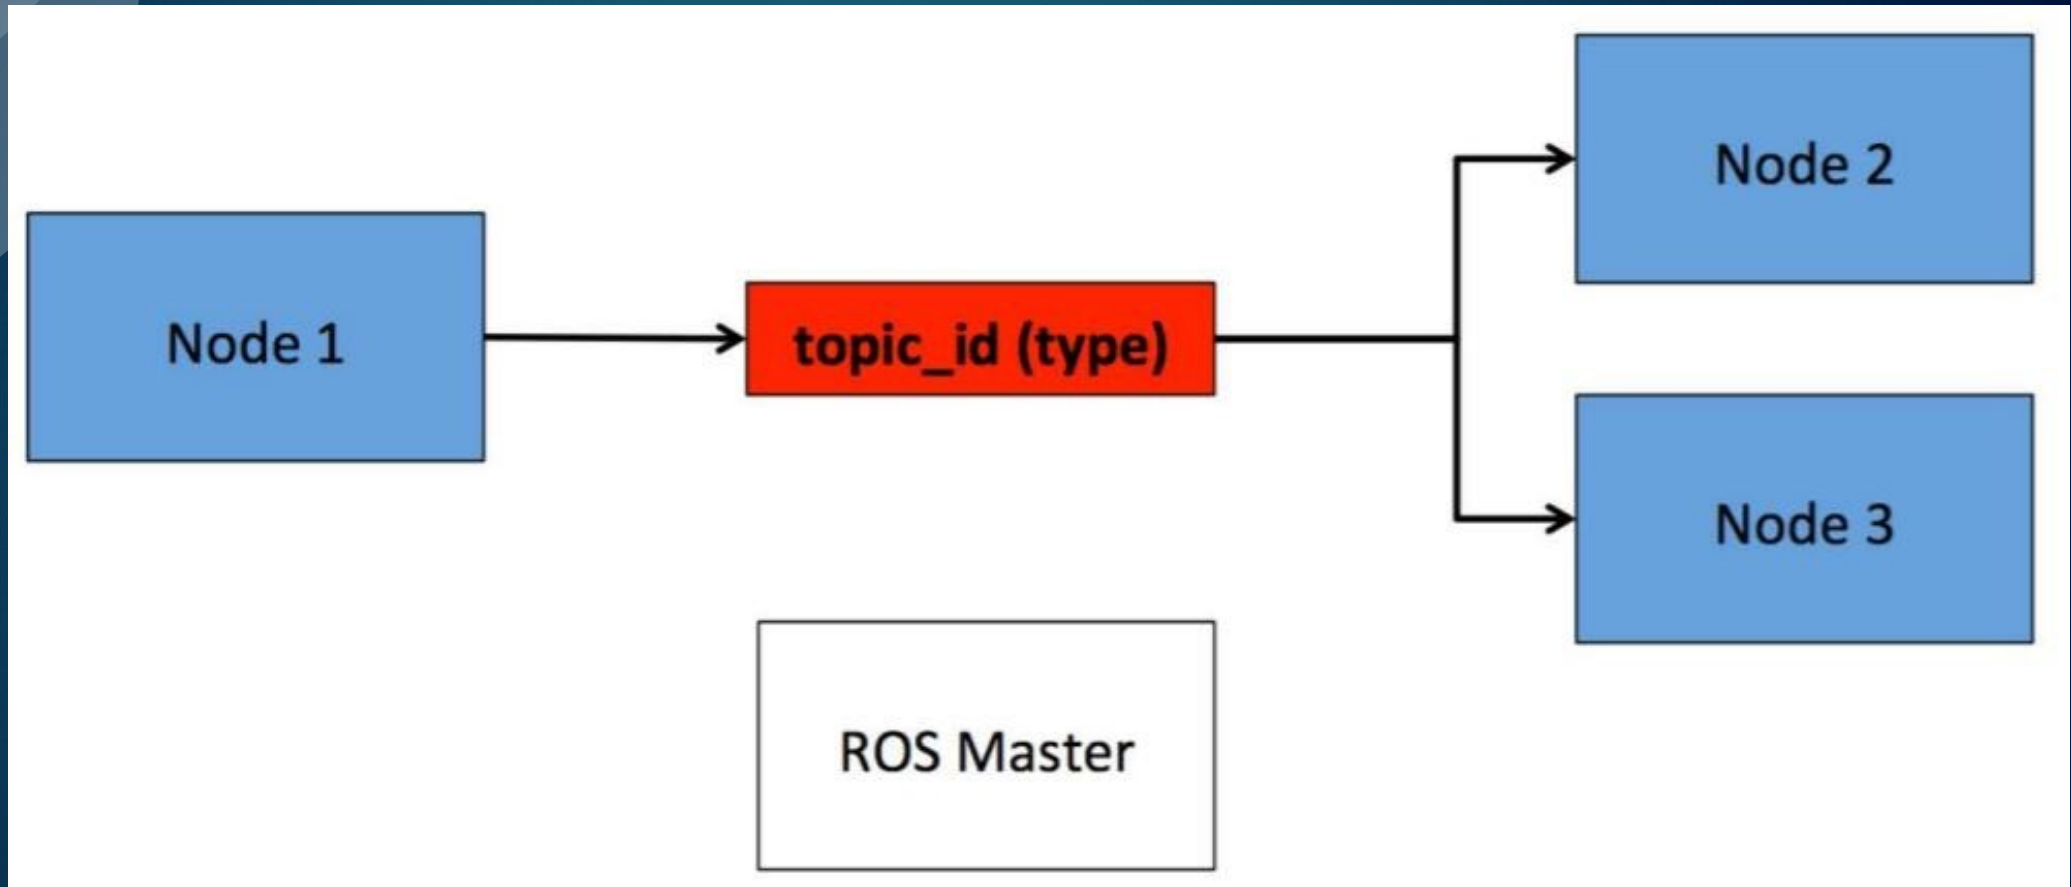 Node 1
topic_id (type)
Node 2
Node 3
ROS Master